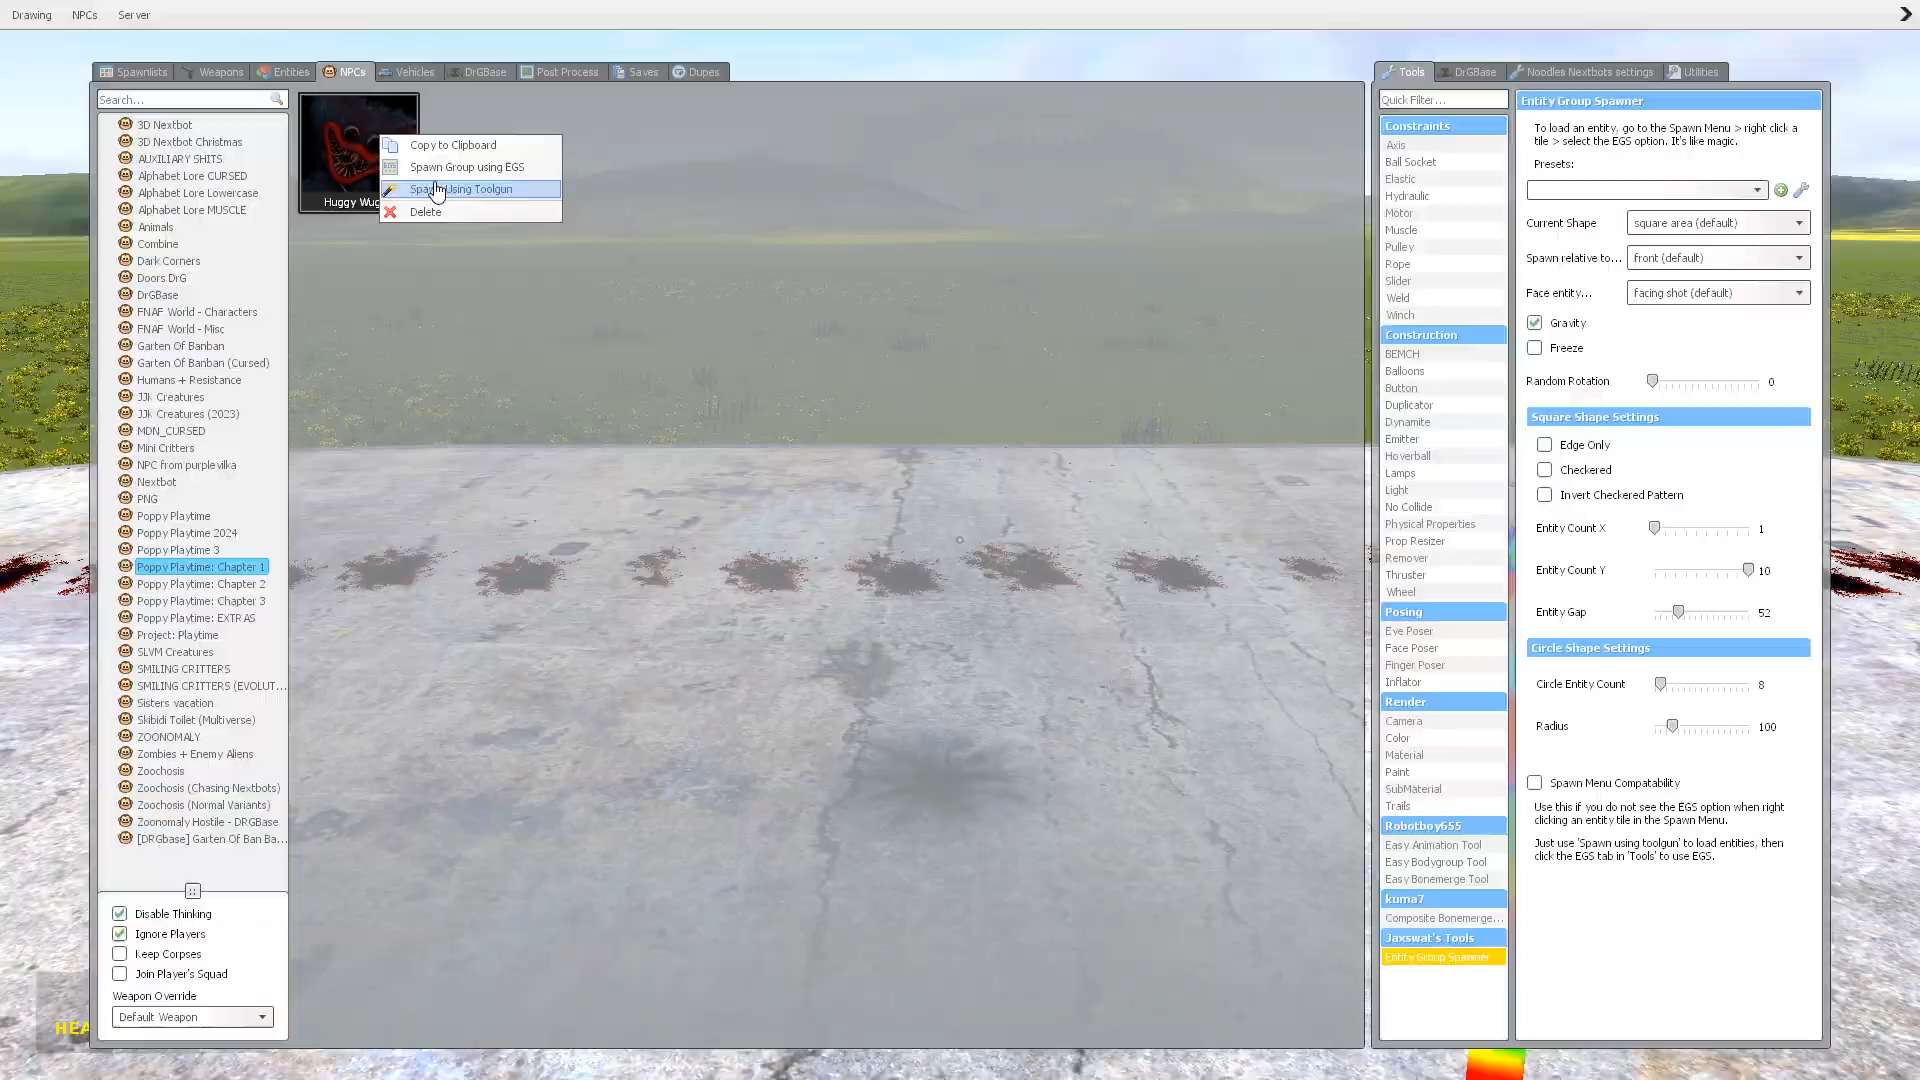 Drawing NPCs Server
Spawnlists Weapons Entities NPCs Vehicles DrGBase Post Process Saves Dupes
Search...
3D Nextbot
3D Nextbot Christmas
AUXILIARY SHITS
Alphabet Lore CURSED
Alphabet Lore Lowercase
Alphabet Lore MUSCLE
Animals
Combine
Dark Corners
Doors DrG
DrGBase
FNAF World - Characters
FNAF World - Misc
Garten Of Banban
Garten Of Banban (Cursed)
Humans + Resistance
JJK Creatures
JJK Creatures (2023)
MDN_CURSED
Mini Critters
NPC from purplevilka
Nextbot
PNG
Poppy Playtime
Poppy Playtime 2024
Poppy Playtime 3
Poppy Playtime: Chapter 1
Poppy Playtime: Chapter 2
Poppy Playtime: Chapter 3
Poppy Playtime: EXTRAS
Project: Playtime
SLVM Creatures
SMILING CRITTERS
SMILING CRITTERS (EVOLUT...
Sisters vacation
Skibidi Toilet (Multiverse)
ZOONOMALY
Zombies + Enemy Aliens
Zoochosis
Zoochosis (Chasing Nextbots)
Zoochosis (Normal Variants)
Zoonomaly Hostile - DRGBase
[DRGbase] Garten Of Ban Ba...
Disable Thinking
Ignore Players
Keep Corpses
Join Player's Squad
Weapon Override
Default Weapon
Huggy
Copy to Clipboard
Spawn Group using EGS
Using Toolgun
Delete
Tools DrGBase Noodles Nextbots settings Utilities
Quick Filter...
Constraints
Axis
Ball Socket
Elastic
Hydraulic
Motor
Muscle
Pulley
Rope
Slider
Weld
Winch
Construction
BEMCH
Balloons
Button
Duplicator
Dynamite
Emitter
Hoverball
Lamps
Light
No Collide
Physical Properties
Prop Resizer
Remover
Thruster
Wheel
Posing
Eye Poser
Face Poser
Finger Poser
Inflator
Render
Camera
Color
Material
Paint
SubMaterial
Trails
Robotboy655
Easy Animation Tool
Easy Bodygroup Tool
Easy Bonemerge Tool
kuma7
Composite Bonemerge...
Jaxswat's Tools
Entity Group Spawner
Entity Group Spawner
To load an entity, go to the Spawn Menu > right click a
tile > select the EGS option. It's like magic.
Presets:
Current Shape square area (default)
Spawn relative to... front (default)
Face entity... facing shot (default)
Gravity
Freeze
Random Rotation 0
Square Shape Settings
Edge Only
Checkered
Invert Checkered Pattern
Entity Count X 1
Entity Count Y 10
Entity Gap 52
Circle Shape Settings
Circle Entity Count 8
Radius 100
Spawn Menu Compatability
Use this if you do not see the EGS option when right
clicking an entity tile in the Spawn Menu.
Just use 'Spawn using toolgun' to load entities, then
click the EGS tab in 'Tools' to use EGS.